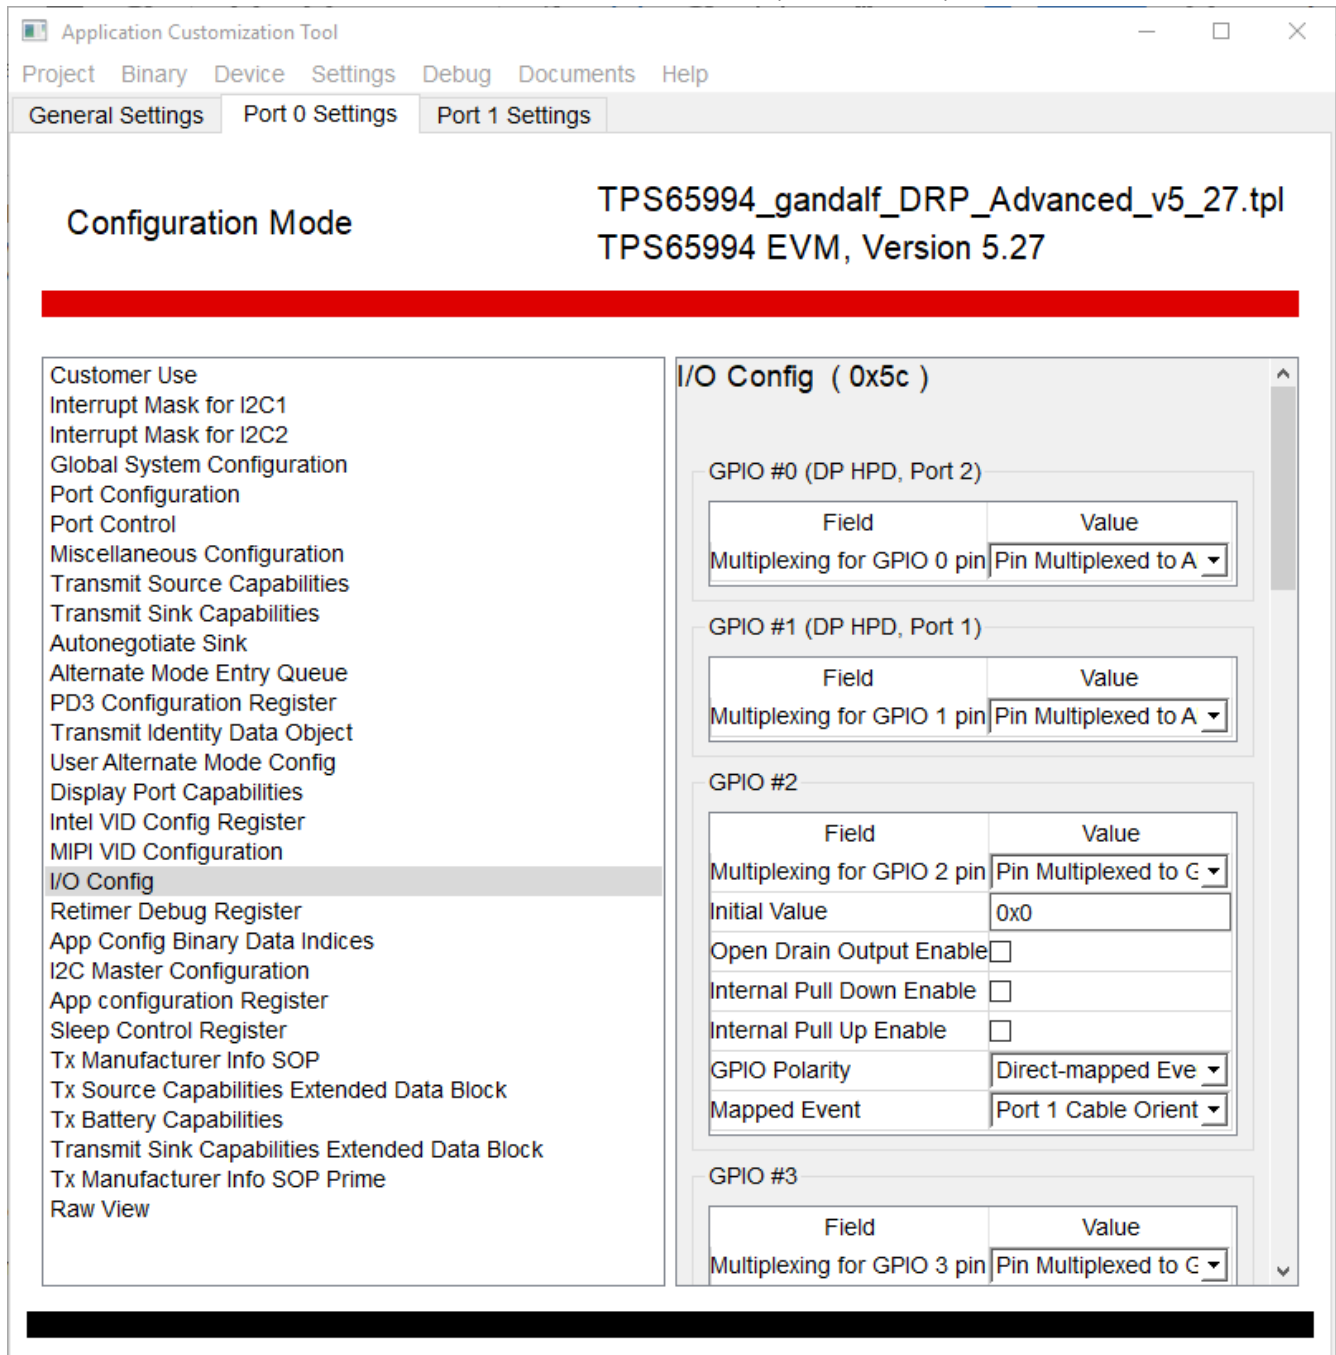 Application Customization Tool
Project Binary Device Settings Debug Documents Help
General Settings Port 0 Settings Port 1 Settings
Configuration Mode
TPS65994_gandalf_DRP_Advanced_v5_27.tpl
TPS65994 EVM, Version 5.27
Customer Use
Interrupt Mask for I2C1
Interrupt Mask for I2C2
Global System Configuration
Port Configuration
Port Control
Miscellaneous Configuration
Transmit Source Capabilities
Transmit Sink Capabilities
Autonegotiate Sink
Alternate Mode Entry Queue
PD3 Configuration Register
Transmit Identity Data Object
User Alternate Mode Config
Display Port Capabilities
Intel VID Config Register
MIPI VID Configuration
I/O Config
Retimer Debug Register
App Config Binary Data Indices
I2C Master Configuration
App configuration Register
Sleep Control Register
Tx Manufacturer Info SOP
Tx Source Capabilities Extended Data Block
Tx Battery Capabilities
Transmit Sink Capabilities Extended Data Block
Tx Manufacturer Info SOP Prime
Raw View
I/O Config ( 0x5c )
GPIO #0 (DP HPD, Port 2)
Field Value
Multiplexing for GPIO 0 pin Pin Multiplexed to A
GPIO #1 (DP HPD, Port 1)
Field Value
Multiplexing for GPIO 1 pin Pin Multiplexed to A
GPIO #2
Field Value
Multiplexing for GPIO 2 pin Pin Multiplexed to G
Initial Value 0x0
Open Drain Output Enable
Internal Pull Down Enable
Internal Pull Up Enable
GPIO Polarity Direct-mapped Eve
Mapped Event Port 1 Cable Orient
GPIO #3
Field Value
Multiplexing for GPIO 3 pin Pin Multiplexed to G